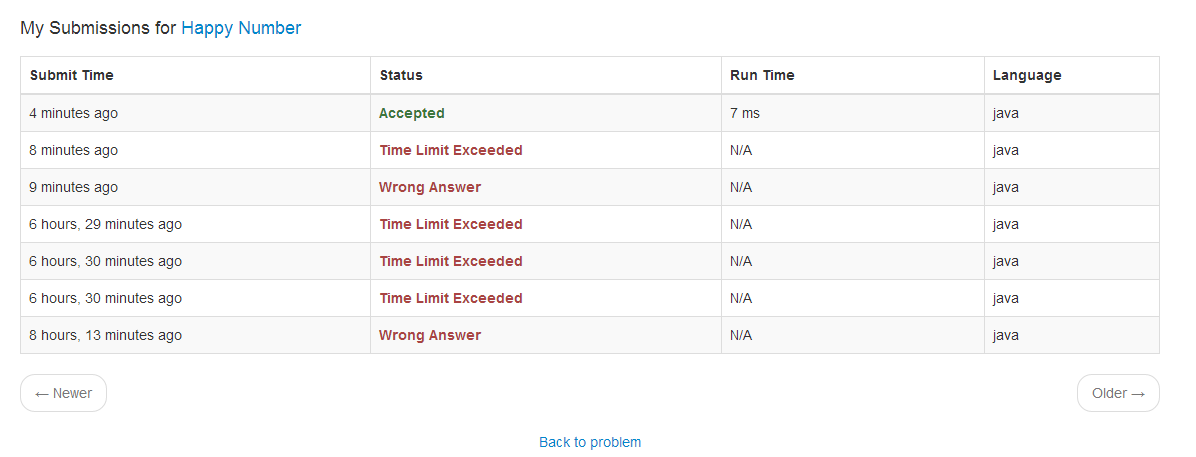 My Submissions for Happy Number
Submit Time Status Run Time Language
4 minutes ago Accepted 7 ms java
8 minutes ago Time Limit Exceeded N/A java
9 minutes ago Wrong Answer N/A java
6 hours, 29 minutes ago Time Limit Exceeded N/A java
6 hours, 30 minutes ago Time Limit Exceeded N/A java
6 hours, 30 minutes ago Time Limit Exceeded N/A java
8 hours, 13 minutes ago Wrong Answer N/A java
← Newer Older →
Back to problem